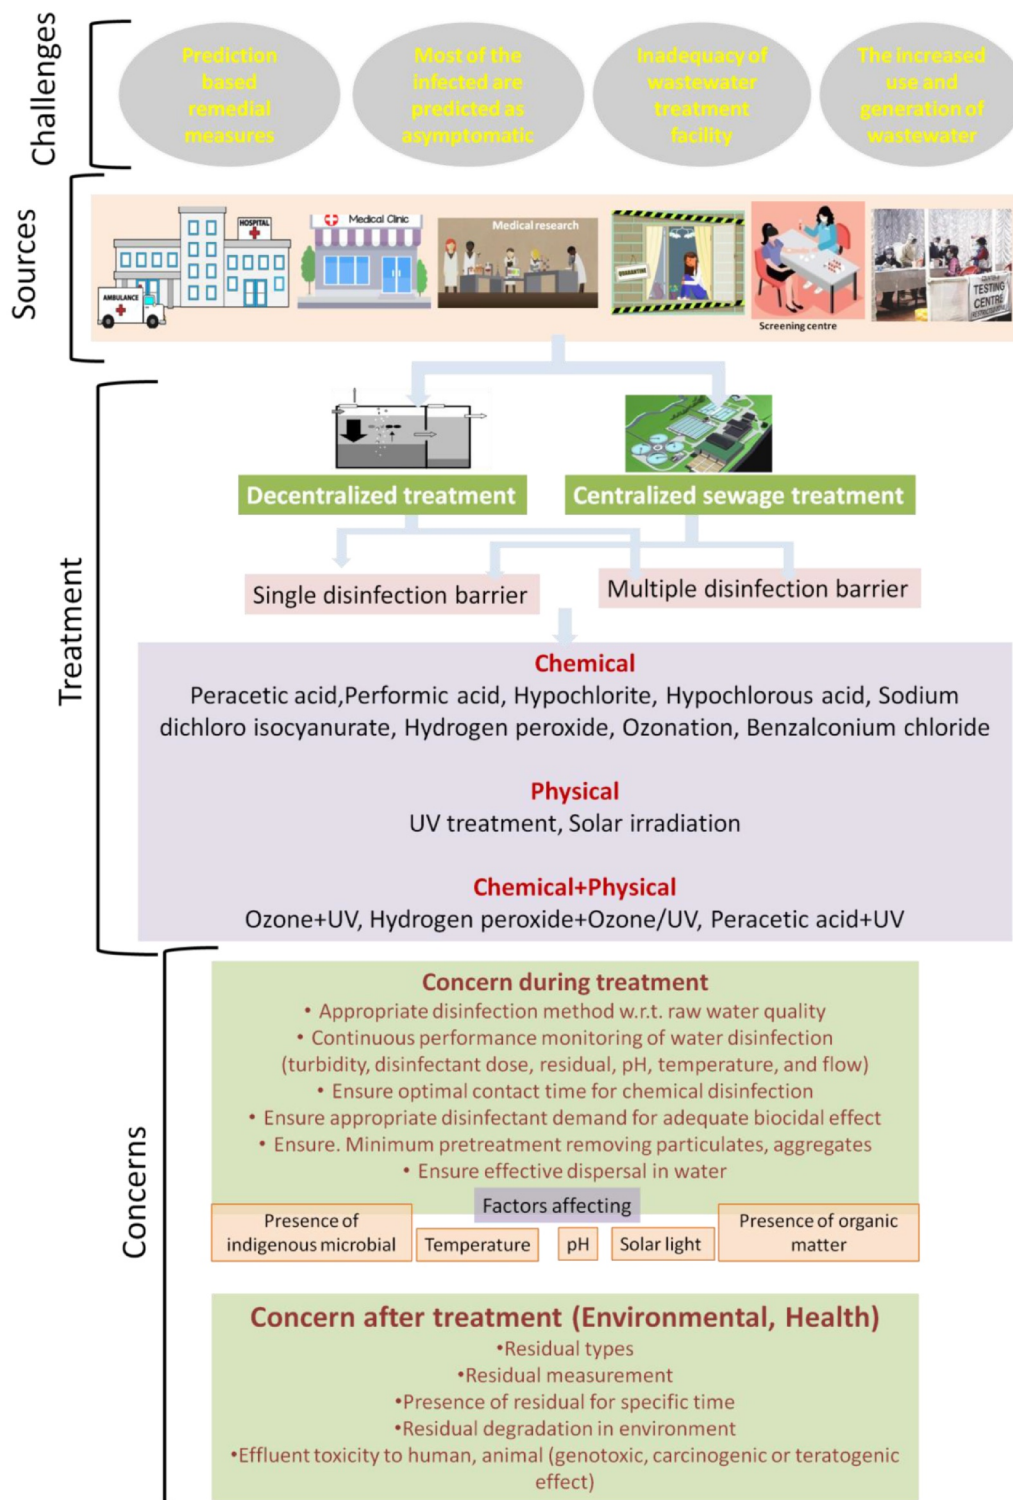 Challenges
Prediction
based
remedial
measures
Most of the
infected are
predicted as
asymptomatic
Inadequacy of
wastewater
treatment
facility
The increased
use and
generation of
wastewater
Sources
HOSPITAL
AMBULANCE
Medical Clinic
Medical research
QUARANTINE
Screening centre
TESTING
CENTRE
Treatment
Decentralized treatment
Centralized sewage treatment
Single disinfection barrier
Multiple disinfection barrier
Chemical
Peracetic acid,Performic acid, Hypochlorite, Hypochlorous acid, Sodium
dichloro isocyanurate, Hydrogen peroxide, Ozonation, Benzalconium chloride
Physical
UV treatment, Solar irradiation
Chemical+Physical
Ozone+UV, Hydrogen peroxide+Ozone/UV, Peracetic acid+UV
Concerns
Concern during treatment
• Appropriate disinfection method w.r.t. raw water quality
• Continuous performance monitoring of water disinfection
(turbidity, disinfectant dose, residual, pH, temperature, and flow)
• Ensure optimal contact time for chemical disinfection
• Ensure appropriate disinfectant demand for adequate biocidal effect
• Ensure. Minimum pretreatment removing particulates, aggregates
• Ensure effective dispersal in water
Factors affecting
Presence of
indigenous microbial
Temperature
pH
Solar light
Presence of organic
matter
Concern after treatment (Environmental, Health)
•Residual types
•Residual measurement
•Presence of residual for specific time
•Residual degradation in environment
•Effluent toxicity to human, animal (genotoxic, carcinogenic or teratogenic
effect)